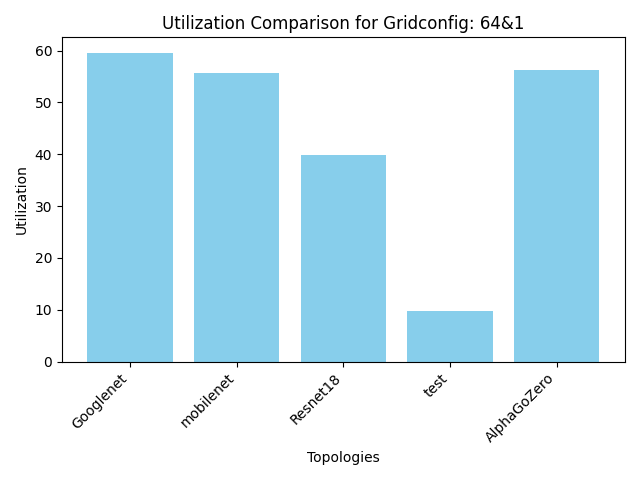 Utilization Comparison for Gridconfig: 64&1
Utilization
60
50
40
30
20
10
0
Googlenet
mobilenet
Resnet18
test
AlphaGoZero
Topologies